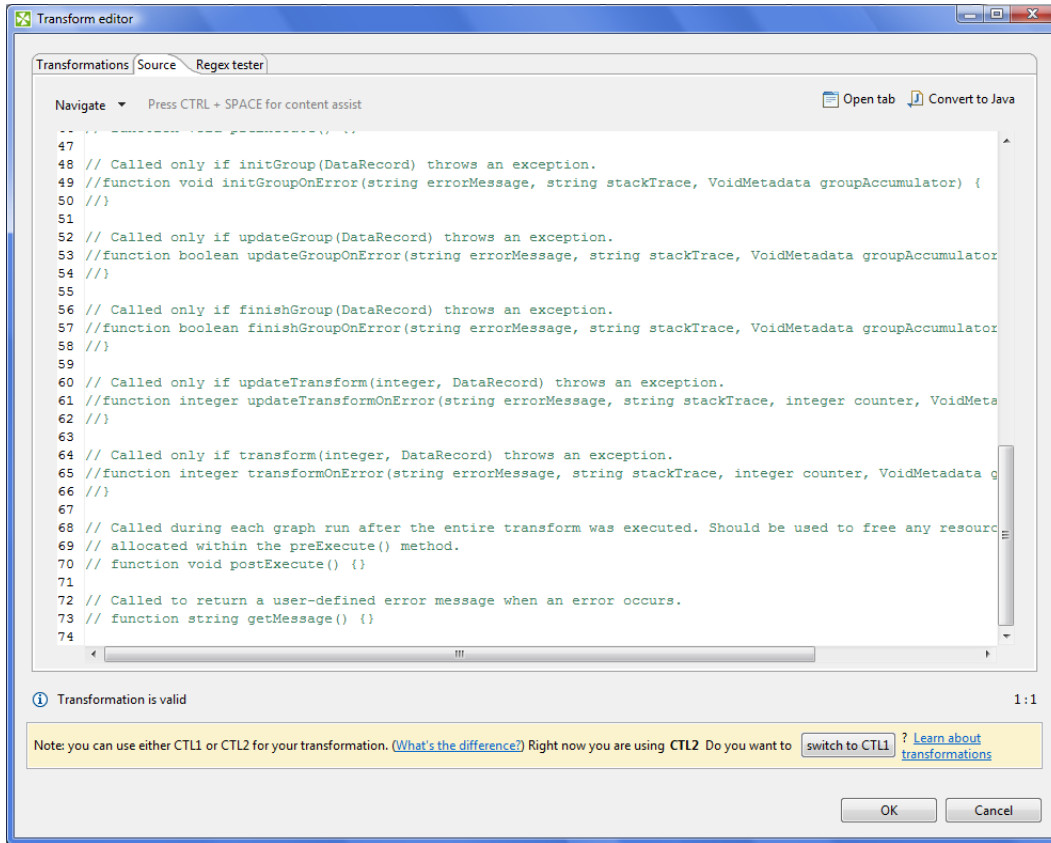 Transform editor
Transformations Source Regex tester
Navigate Press CTRL + SPACE for content assist Open tab Convert to Java
47
48 // Called only if initGroup(DataRecord) throws an exception.
49 //function void initGroupOnError(string errorMessage, string stackTrace, VoidMetadata groupAccumulator) {
50 //}
51
52 // Called only if updateGroup(DataRecord) throws an exception.
53 //function boolean updateGroupOnError(string errorMessage, string stackTrace, VoidMetadata groupAccumulator
54 //}
55
56 // Called only if finishGroup(DataRecord) throws an exception.
57 //function boolean finishGroupOnError(string errorMessage, string stackTrace, VoidMetadata groupAccumulator
58 //}
59
60 // Called only if updateTransform(integer, DataRecord) throws an exception.
61 //function integer updateTransformOnError(string errorMessage, string stackTrace, integer counter, VoidMeta
62 //}
63
64 // Called only if transform(integer, DataRecord) throws an exception.
65 //function integer transformOnError(string errorMessage, string stackTrace, integer counter, VoidMetadata g
66 //}
67
68 // Called during each graph run after the entire transform was executed. Should be used to free any resourc
69 // allocated within the preExecute() method.
70 // function void postExecute() {}
71
72 // Called to return a user-defined error message when an error occurs.
73 // function string getMessage() {}
74
Transformation is valid 1:1
Note: you can use either CTL1 or CTL2 for your transformation. (What's the difference?) Right now you are using CTL2 Do you want to switch to CTL1 ? Learn about
transformations
OK Cancel